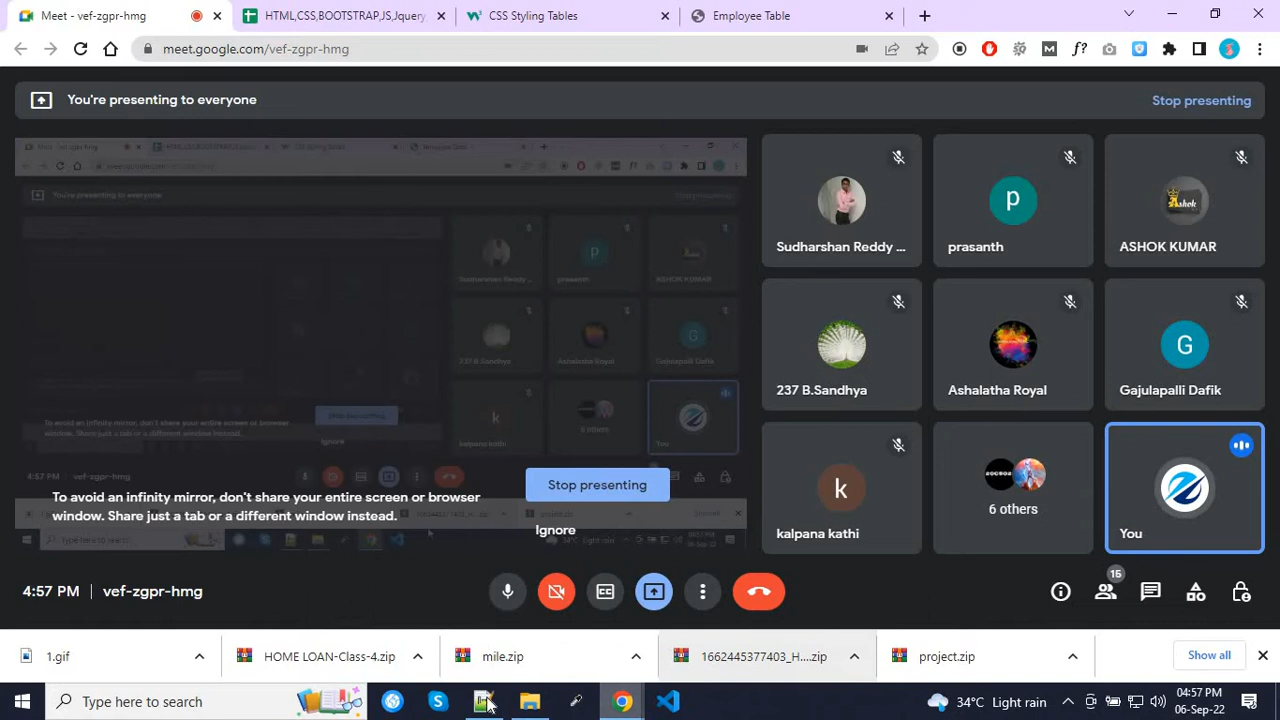 Meet - vef-zgpr-hmg
HTML,CSS,BOOTSTRAP,JS,Jquery
CSS Styling Tables
Employee Table
meet.google.com/vef-zgpr-hmg
You're presenting to everyone
Stop presenting
Sudharshan Reddy ...
prasanth
ASHOK KUMAR
237 B.Sandhya
Ashalatha Royal
Gajulapalli Dafik
kalpana kathi
6 others
You
To avoid an infinity mirror, don't share your entire screen or browser
window. Share just a tab or a different window instead.
Stop presenting
Ignore
4:57 PM | vef-zgpr-hmg
15
1.gif
HOME LOAN-Class-4.zip
mile.zip
1662445377403_H....zip
project.zip
Show all
Type here to search
34°C Light rain
04:57 PM
06-Sep-22